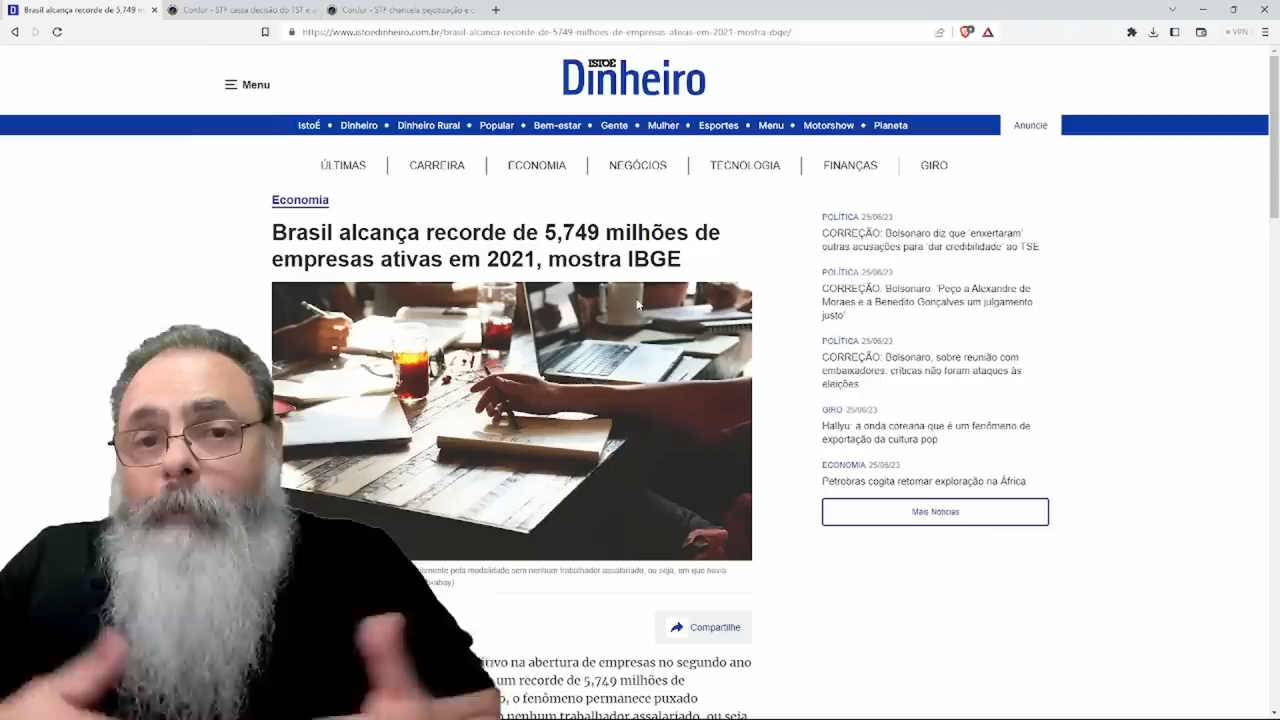 Brasil alcança recorde de 5,749 m
ConJur - STF cassa decisão do TST e
ConJur - STF chancela pejotização e
https://www.istoedinheiro.com.br/brasil-alcanca-recorde-de-5749-milhoes-de-empresas-ativas-em-2021-mostra-ibge/
VPN
Menu
ISTOÉ
Dinheiro
IstoÉ • Dinheiro • Dinheiro Rural • Popular • Bem-estar • Gente • Mulher • Esportes • Menu • Motorshow • Planeta
Anuncie
ÚLTIMAS | CARREIRA | ECONOMIA | NEGÓCIOS | TECNOLOGIA | FINANÇAS | GIRO
Economia
Brasil alcança recorde de 5,749 milhões de
empresas ativas em 2021, mostra IBGE
POLÍTICA 25/06/23
CORREÇÃO: Bolsonaro diz que 'enxertaram'
outras acusações para 'dar credibilidade' ao TSE
POLÍTICA 25/06/23
CORREÇÃO. Bolsonaro: 'Peço a Alexandre de
Moraes e a Benedito Gonçalves um julgamento
justo'
POLÍTICA 25/06/23
CORREÇÃO: Bolsonaro, sobre reunião com
embaixadores: críticas não foram ataques às
eleições
GIRO 25/06/23
Hallyu: a onda coreana que é um fenômeno de
exportação da cultura pop
ECONOMIA 25/06/23
Petrobras cogita retomar exploração na África
Mais Notícias
pela modalidade sem nenhum trabalhador assalariado, ou seja, em que havia
Compartilhe
na abertura de empresas no segundo ano
um recorde de 5,749 milhões de
o fenômeno permanece puxado
nenhum trabalhador assalariado, ou seja